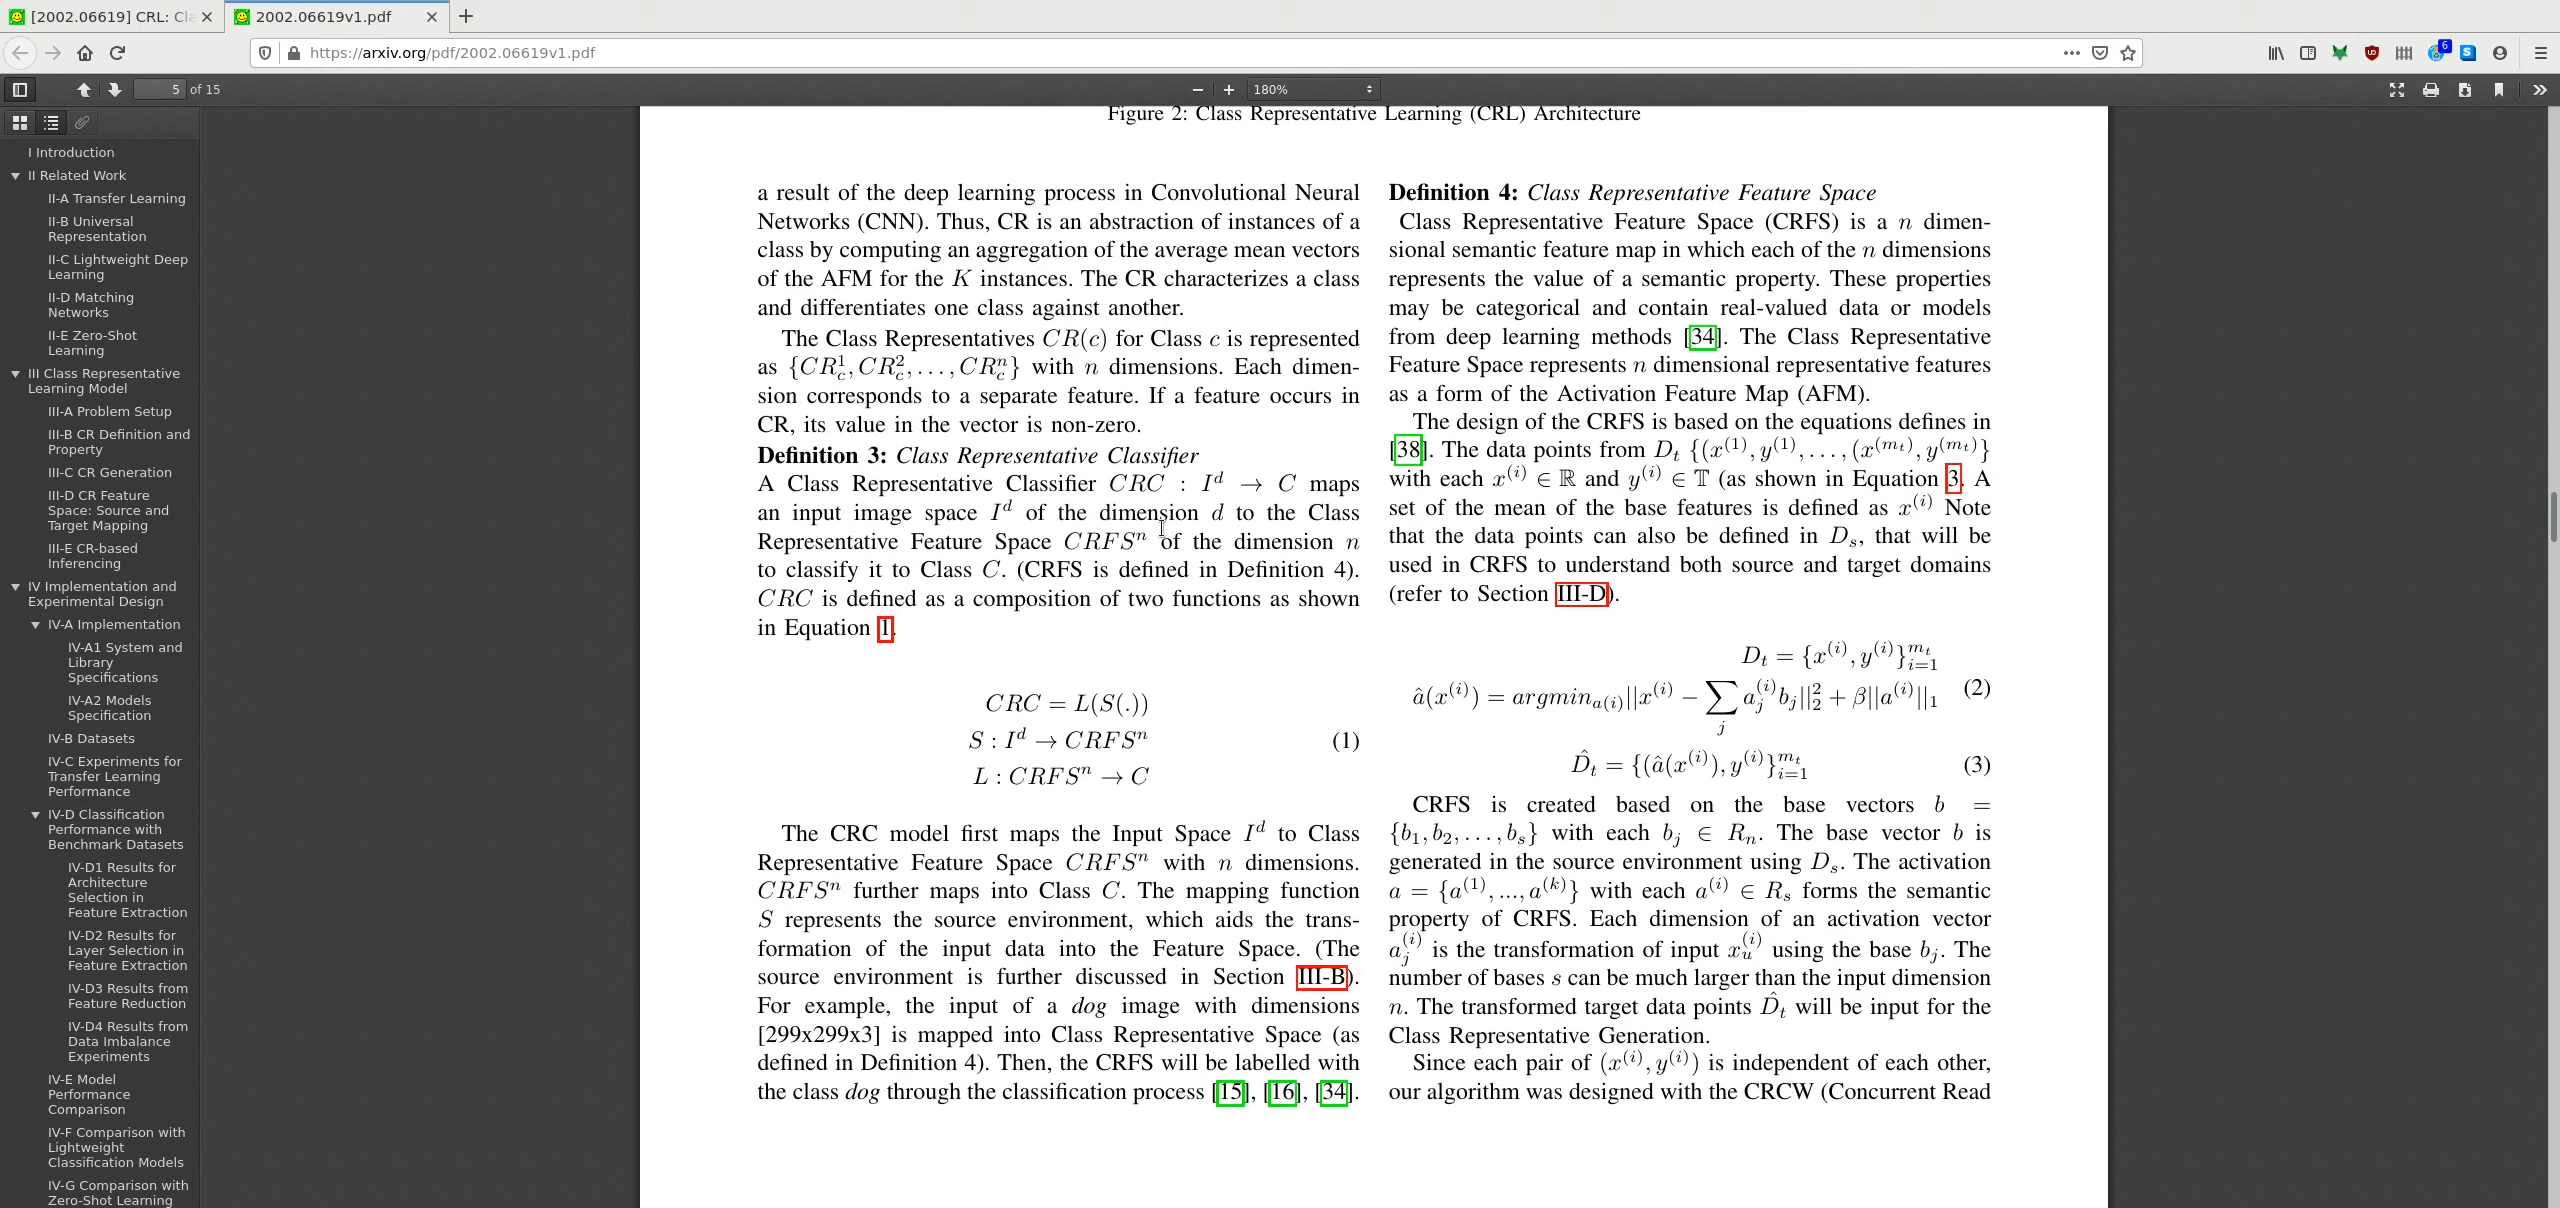 [2002.06619] CRL: Cla
2002.06619v1.pdf
https://arxiv.org/pdf/2002.06619v1.pdf
6
5 of 15
180%
I Introduction
II Related Work
II-A Transfer Learning
II-B Universal
Representation
II-C Lightweight Deep
Learning
II-D Matching
Networks
II-E Zero-Shot
Learning
III Class Representative
Learning Model
III-A Problem Setup
III-B CR Definition and
Property
III-C CR Generation
III-D CR Feature
Space: Source and
Target Mapping
III-E CR-based
Inferencing
IV Implementation and
Experimental Design
IV-A Implementation
IV-A1 System and
Library
Specifications
IV-A2 Models
Specification
IV-B Datasets
IV-C Experiments for
Transfer Learning
Performance
IV-D Classification
Performance with
Benchmark Datasets
IV-D1 Results for
Architecture
Selection in
Feature Extraction
IV-D2 Results for
Layer Selection in
Feature Extraction
IV-D3 Results from
Feature Reduction
IV-D4 Results from
Data Imbalance
Experiments
IV-E Model
Performance
Comparison
IV-F Comparison with
Lightweight
Classification Models
IV-G Comparison with
Zero-Shot Learning
Figure 2: Class Representative Learning (CRL) Architecture
a result of the deep learning process in Convolutional Neural
Networks (CNN). Thus, CR is an abstraction of instances of a
class by computing an aggregation of the average mean vectors
of the AFM for the K instances. The CR characterizes a class
and differentiates one class against another.
The Class Representatives CR(c) for Class c is represented
as {CR_c^1, CR_c^2, . . . , CR_c^n} with n dimensions. Each dimen-
sion corresponds to a separate feature. If a feature occurs in
CR, its value in the vector is non-zero.
Definition 3: Class Representative Classifier
A Class Representative Classifier CRC : I^d → C maps
an input image space I^d of the dimension d to the Class
Representative Feature Space CRFS^n of the dimension n
to classify it to Class C. (CRFS is defined in Definition 4).
CRC is defined as a composition of two functions as shown
in Equation 1.
CRC = L(S(.))
S : I^d → CRFS^n (1)
L : CRFS^n → C
The CRC model first maps the Input Space I^d to Class
Representative Feature Space CRFS^n with n dimensions.
CRFS^n further maps into Class C. The mapping function
S represents the source environment, which aids the trans-
formation of the input data into the Feature Space. (The
source environment is further discussed in Section III-B).
For example, the input of a dog image with dimensions
[299x299x3] is mapped into Class Representative Space (as
defined in Definition 4). Then, the CRFS will be labelled with
the class dog through the classification process [15], [16], [34].
Definition 4: Class Representative Feature Space
Class Representative Feature Space (CRFS) is a n dimen-
sional semantic feature map in which each of the n dimensions
represents the value of a semantic property. These properties
may be categorical and contain real-valued data or models
from deep learning methods [34]. The Class Representative
Feature Space represents n dimensional representative features
as a form of the Activation Feature Map (AFM).
The design of the CRFS is based on the equations defines in
[38]. The data points from D_t {(x^(1), y^(1), . . . , (x^(m_t), y^(m_t)}
with each x^(i) ∈ ℝ and y^(i) ∈ 𝕋 (as shown in Equation 3. A
set of the mean of the base features is defined as x^(i) Note
that the data points can also be defined in D_s, that will be
used in CRFS to understand both source and target domains
(refer to Section III-D).
D_t = {x^(i), y^(i)}_{i=1}^{m_t}
â(x^(i)) = argmin_{a(i)}||x^(i) − ∑_j a_j^(i) b_j||_2^2 + β||a^(i)||_1 (2)
D̂_t = {(â(x^(i)), y^(i)}_{i=1}^{m_t} (3)
CRFS is created based on the base vectors b =
{b_1, b_2, . . . , b_s} with each b_j ∈ R_n. The base vector b is
generated in the source environment using D_s. The activation
a = {a^(1), ..., a^(k)} with each a^(i) ∈ R_s forms the semantic
property of CRFS. Each dimension of an activation vector
a_j^(i) is the transformation of input x_u^(i) using the base b_j. The
number of bases s can be much larger than the input dimension
n. The transformed target data points D̂_t will be input for the
Class Representative Generation.
Since each pair of (x^(i), y^(i)) is independent of each other,
our algorithm was designed with the CRCW (Concurrent Read